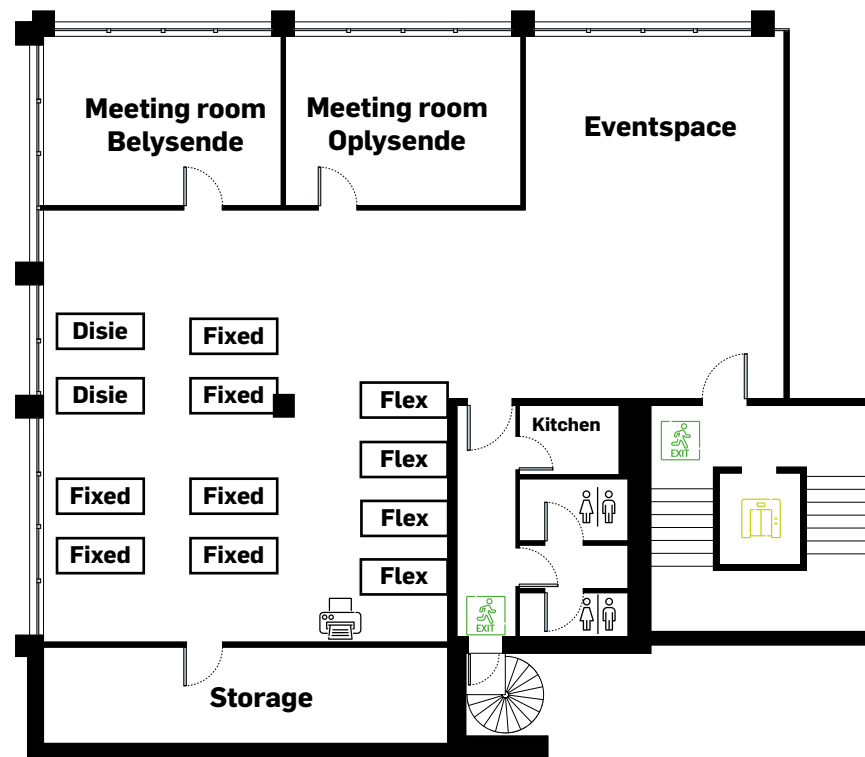 Meeting room
Belysende
Meeting room
Oplysende
Eventspace
Disie
Fixed
Disie
Fixed
Flex
Kitchen
EXIT
Flex
Fixed
Fixed
Flex
Fixed
Fixed
Flex
EXIT
Storage